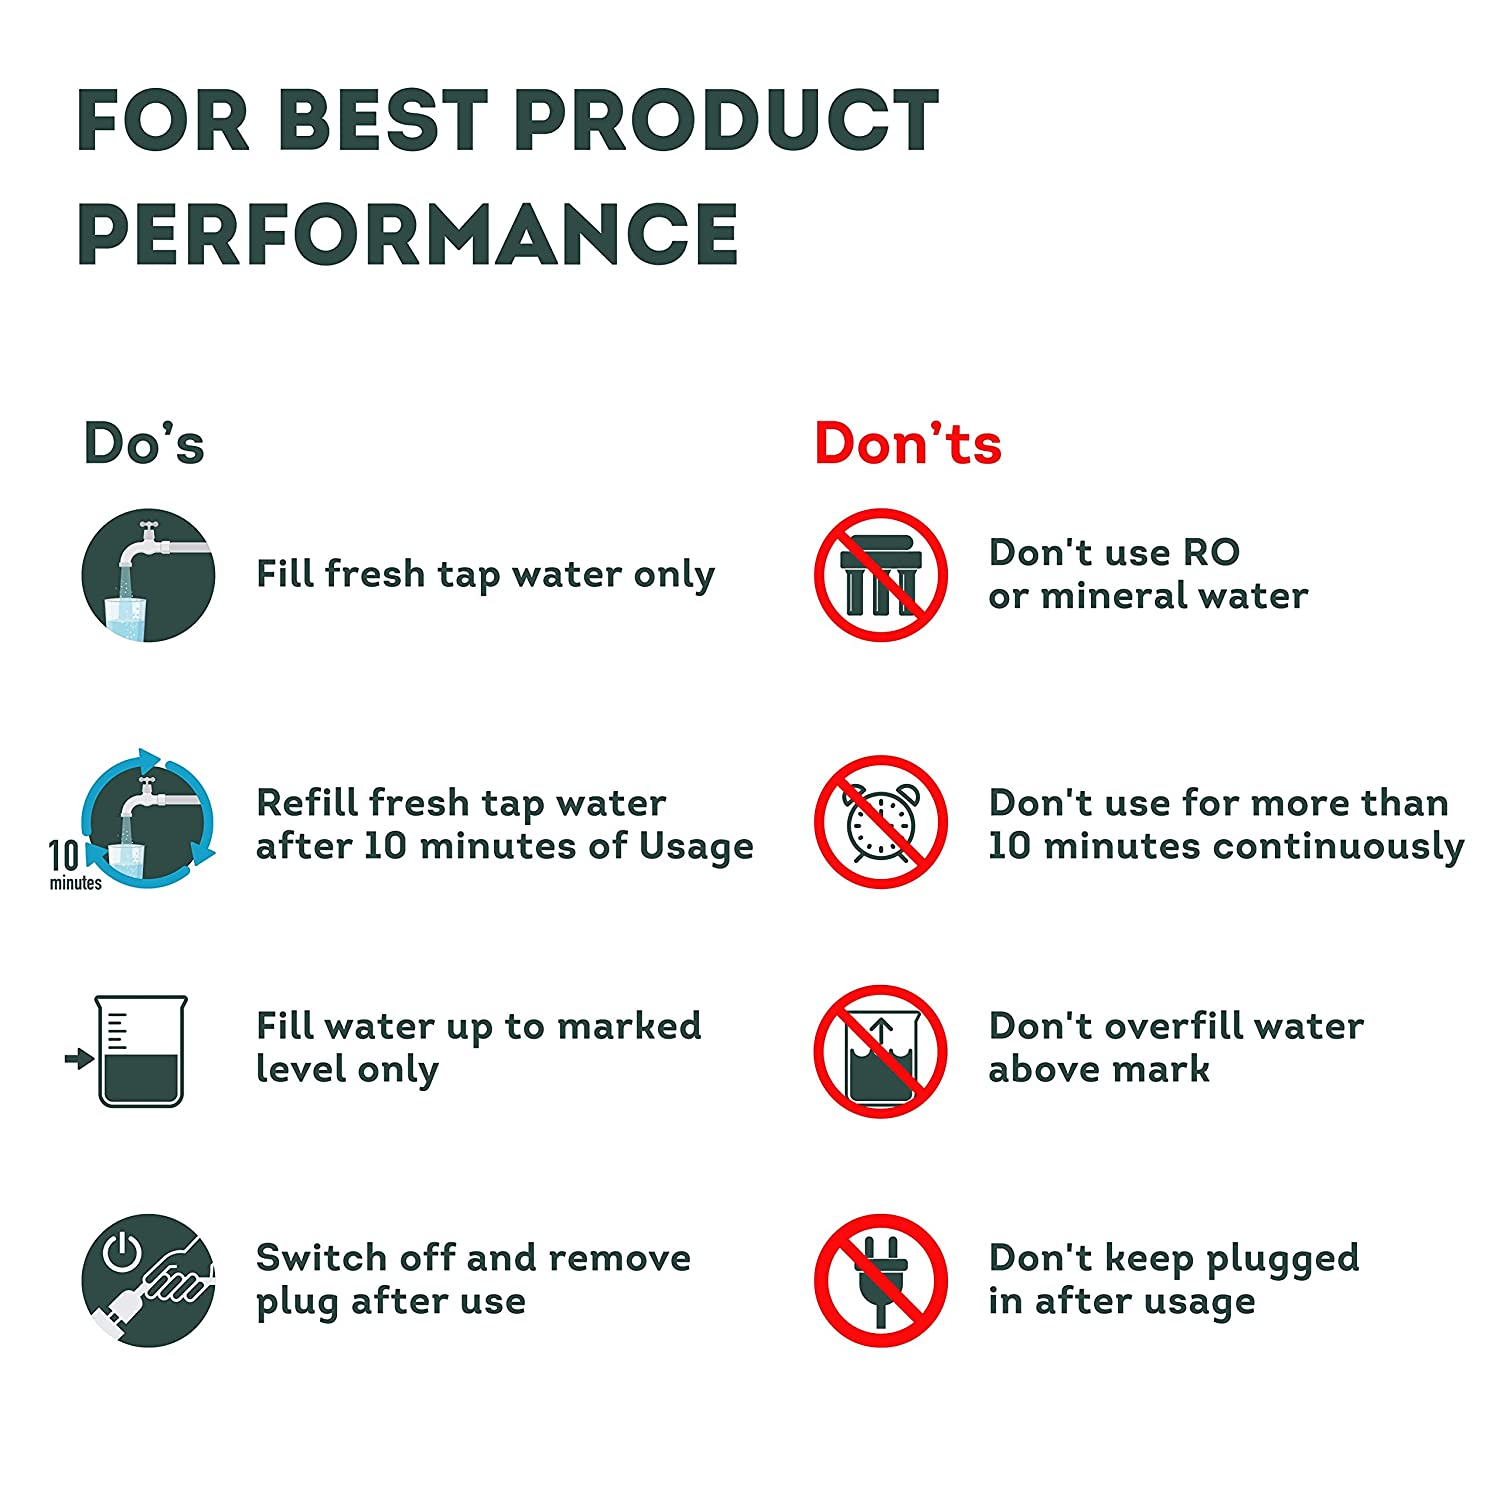 FOR BEST PRODUCT
PERFORMANCE
Do’s
Fill fresh tap water only
10
minutes
Refill fresh tap water
after 10 minutes of Usage
Fill water up to marked
level only
Switch off and remove
plug after use
Don’ts
Don't use RO
or mineral water
Don't use for more than
10 minutes continuously
Don't overfill water
above mark
Don't keep plugged
in after usage